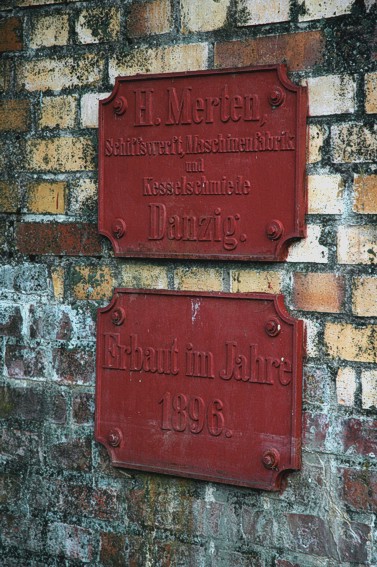 H. Merten,
Schiffswerft, Maschinenfabrik
und
Kesselschmiede
Danzig.
Erbaut im Jahre
1896.